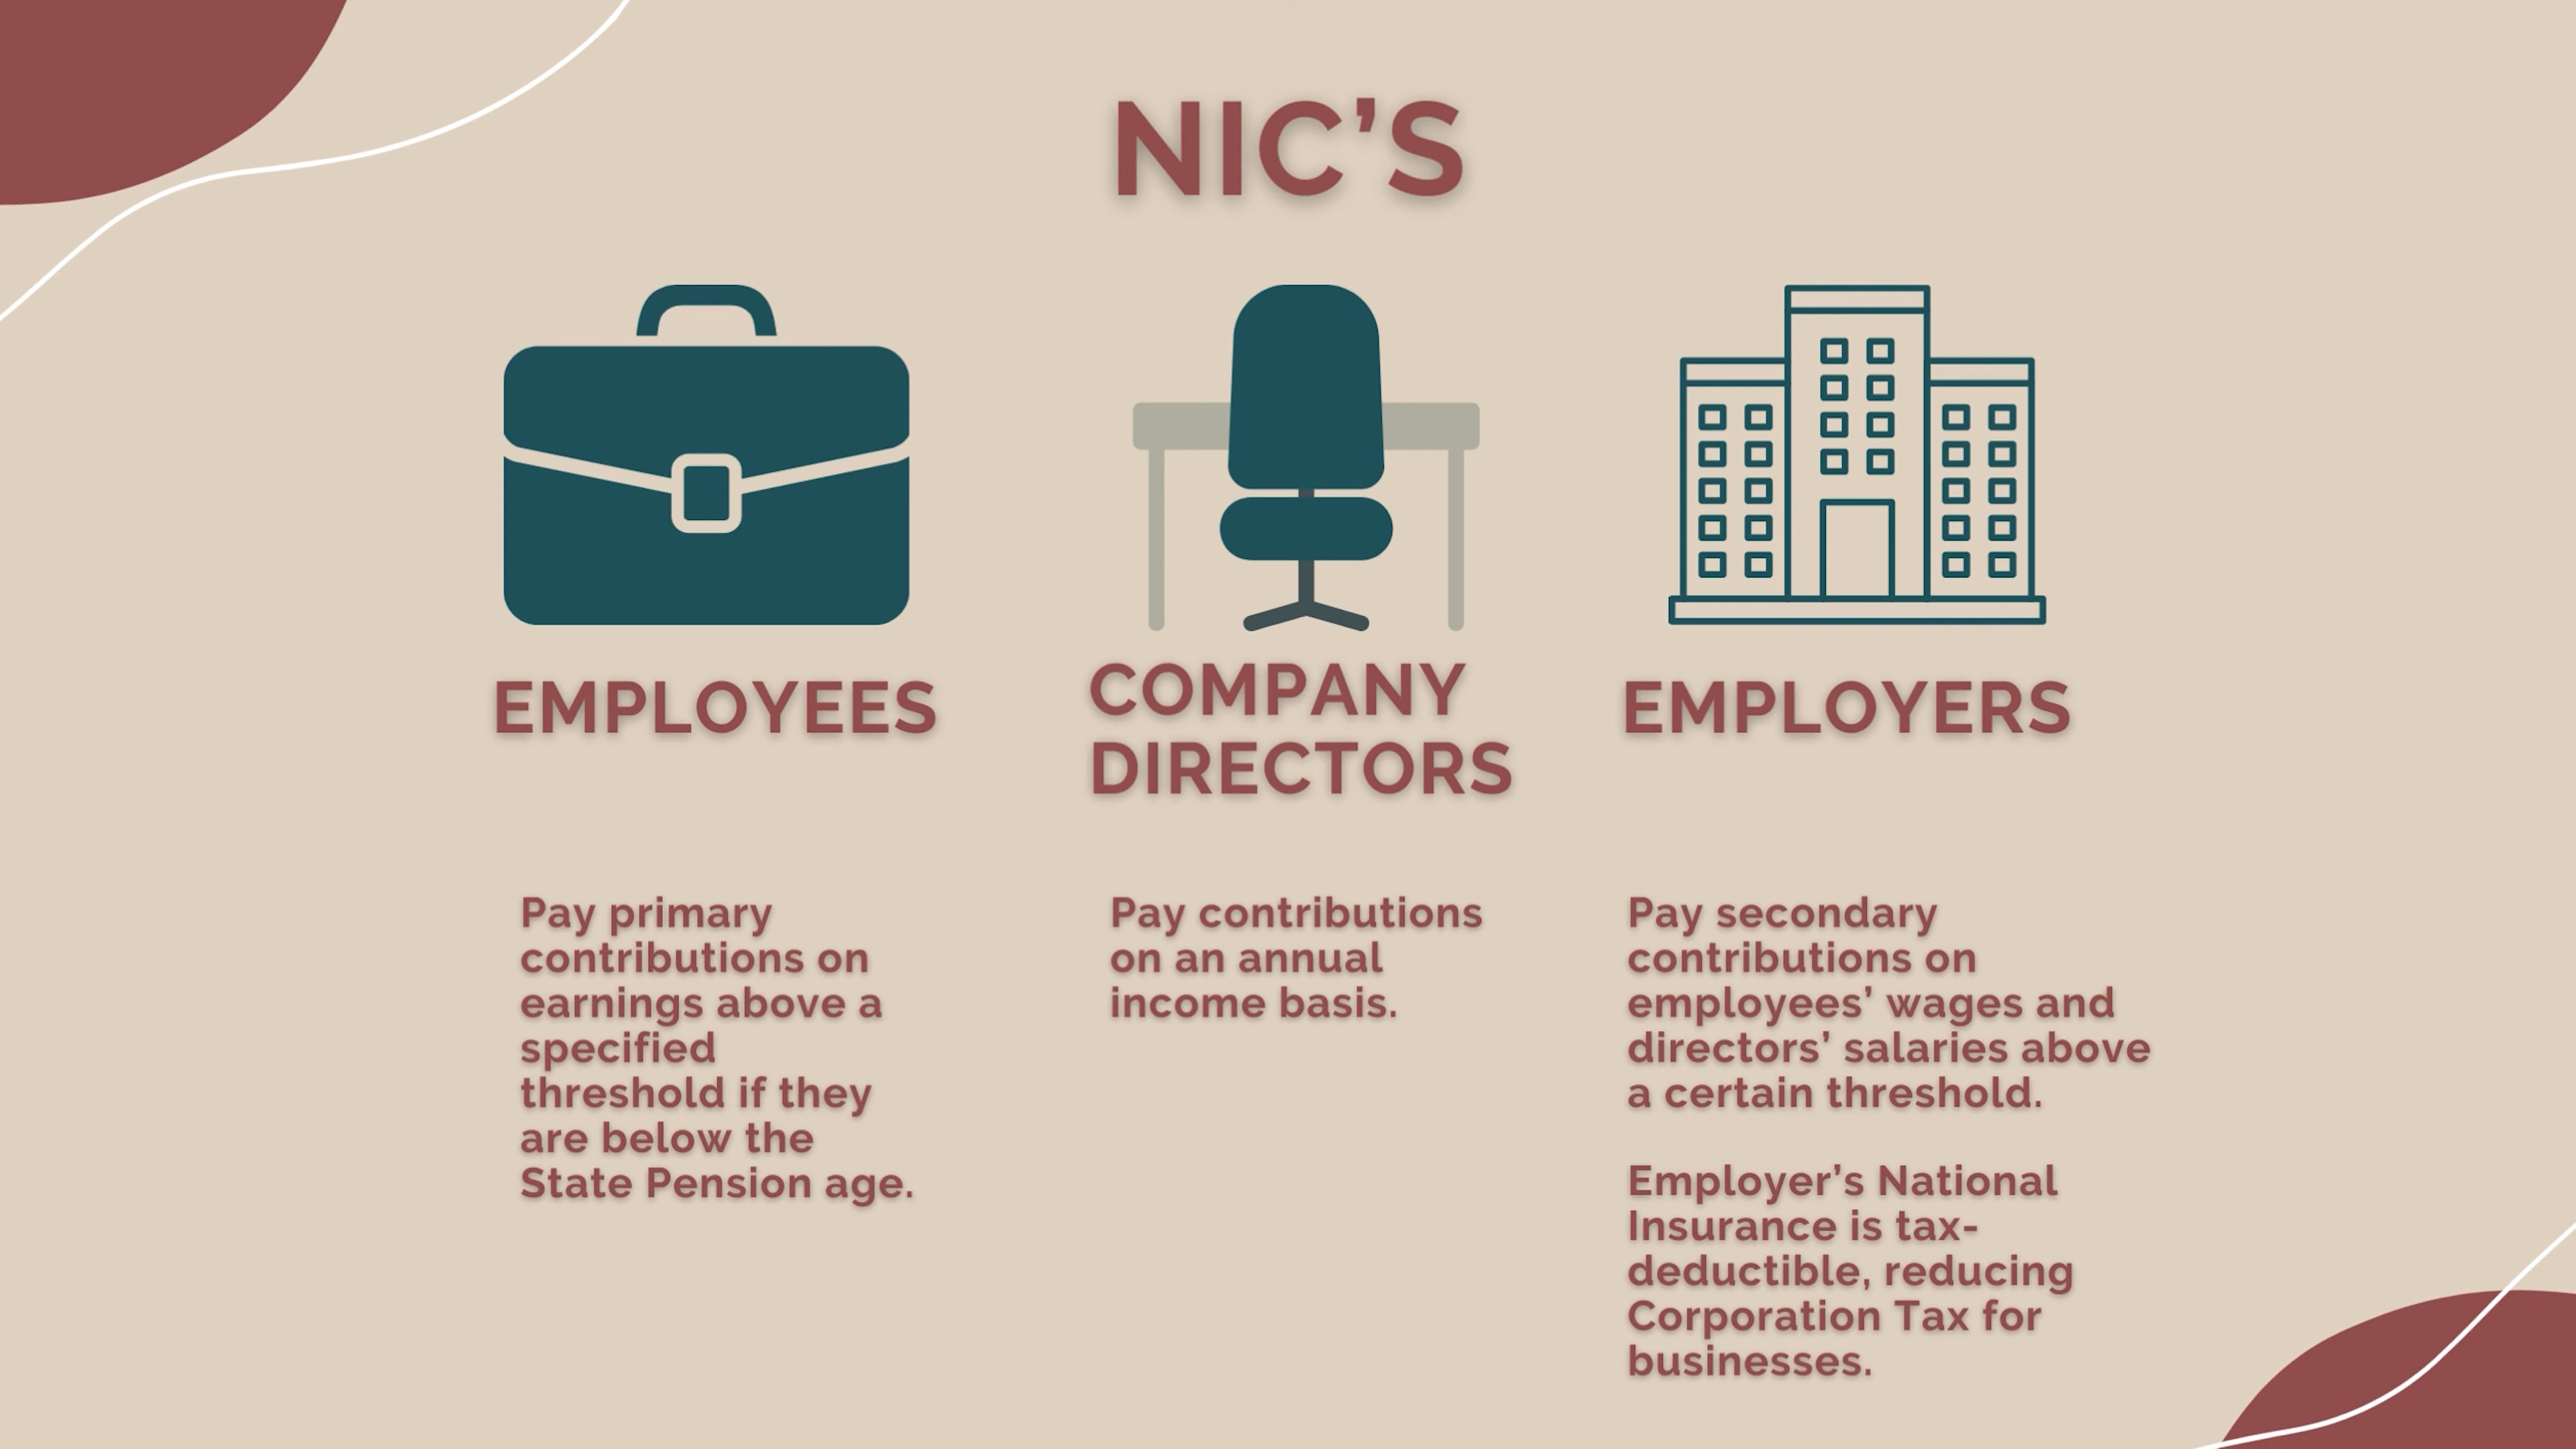 NIC’S
EMPLOYEES
Pay primary
contributions on
earnings above a
specified
threshold if they
are below the
State Pension age.
COMPANY
DIRECTORS
Pay contributions
on an annual
income basis.
EMPLOYERS
Pay secondary
contributions on
employees’ wages and
directors’ salaries above
a certain threshold.
Employer’s National
Insurance is tax-
deductible, reducing
Corporation Tax for
businesses.